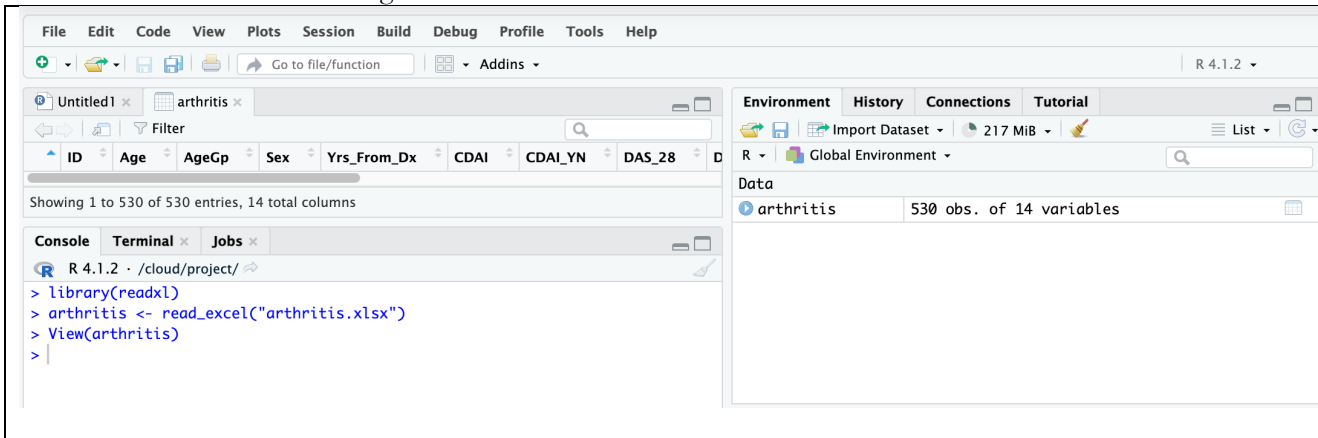 File Edit Code View Plots Session Build Debug Profile Tools Help
Go to file/function Addins R 4.1.2
Untitled1 arthritis
Filter
ID Age AgeGp Sex Yrs_From_Dx CDAI CDAI_YN DAS_28 D
Showing 1 to 530 of 530 entries, 14 total columns
Console Terminal Jobs
R R 4.1.2 · /cloud/project/
> library(readxl)
> arthritis <- read_excel("arthritis.xlsx")
> View(arthritis)
>
Environment History Connections Tutorial
Import Dataset 217 MiB List
R Global Environment
Data
arthritis 530 obs. of 14 variables